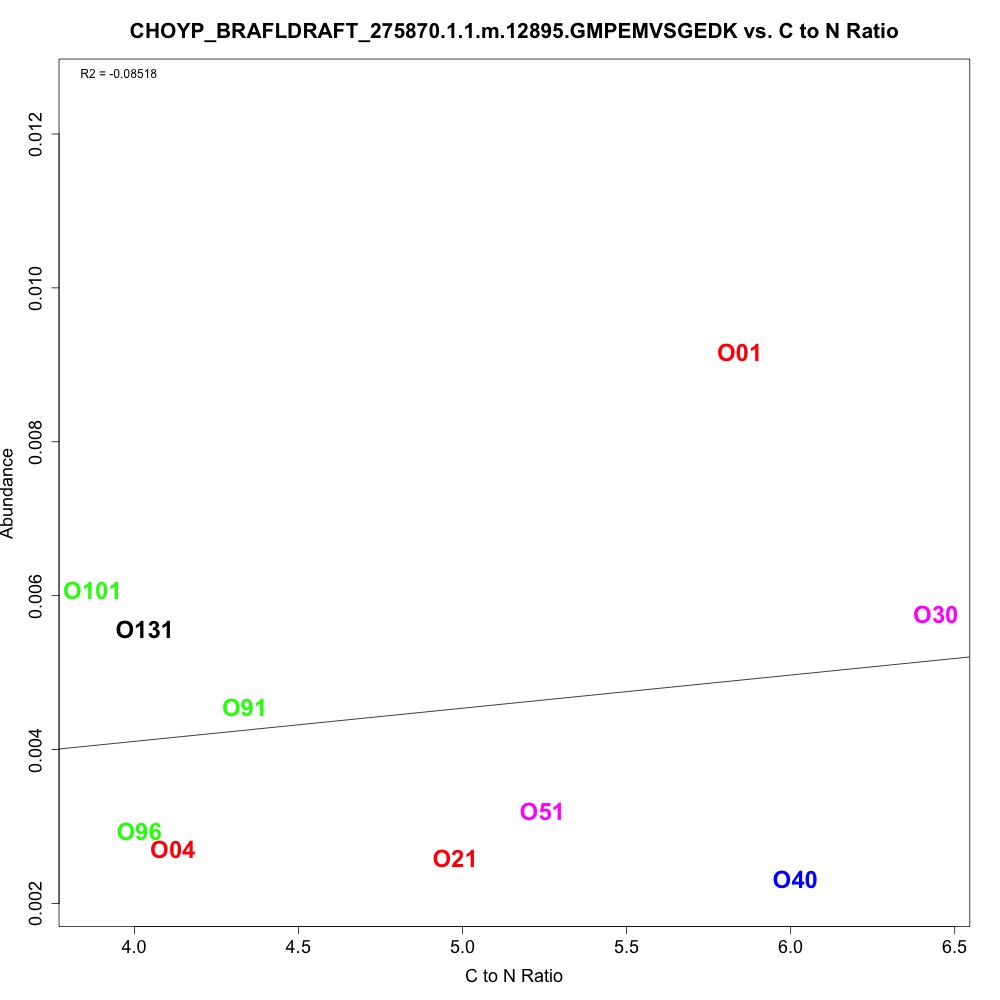 CHOYP_BRAFLDRAFT_275870.1.1.m.12895.GMPEMVSGEDK vs. C to N Ratio
R2 = -0.08518
0.012
0.010
0.008
0.006
0.004
0.002
Abundance
O01
O101
O131
O30
O91
O51
O96
O04
O21
O40
4.0 4.5 5.0 5.5 6.0 6.5
C to N Ratio